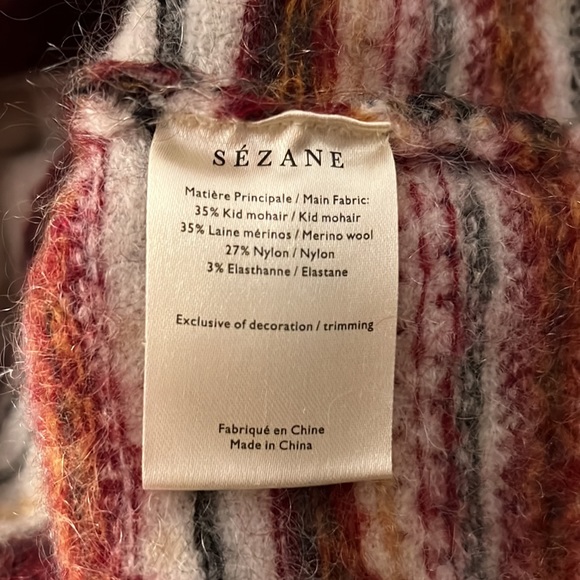 SÉZANE
Matière Principale / Main Fabric:
35% Kid mohair / Kid mohair
35% Laine mérinos / Merino wool
27% Nylon / Nylon
3% Elasthanne / Elastane
Exclusive of decoration / trimming
Fabriqué en Chine
Made in China